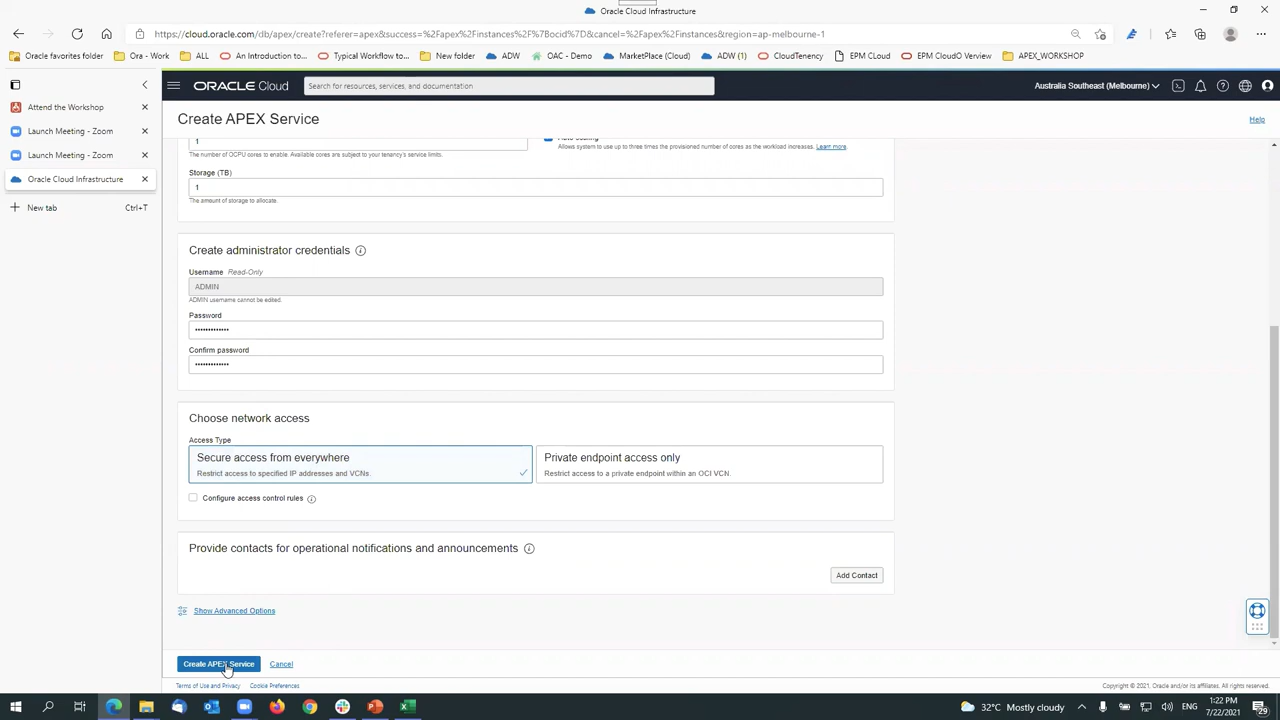 Oracle Cloud Infrastructure
https://cloud.oracle.com/db/apex/create?referer=apex&success=%2Fapex%2Finstances%2F%7Bocid%7D&cancel=%2Fapex%2Finstances&region=ap-melbourne-1
Oracle favorites folder
Ora - Work
ALL
An Introduction to...
Typical Workflow to...
New folder
ADW
OAC - Demo
MarketPlace (Cloud)
ADW (1)
CloudTenency
EPM Cloud
EPM CloudO Verview
APEX_WORKSHOP
Attend the Workshop
Launch Meeting - Zoom
Launch Meeting - Zoom
Oracle Cloud Infrastructure
New tab
Ctrl+T
ORACLE Cloud
Search for resources, services, and documentation
Australia Southeast (Melbourne)
Create APEX Service
Help
1
The number of OCPU cores to enable. Available cores are subject to your tenancy's service limits.
Auto scaling
Allows system to use up to three times the provisioned number of cores as the workload increases. Learn more.
Storage (TB)
1
The amount of storage to allocate.
Create administrator credentials
Username Read-Only
ADMIN
ADMIN username cannot be edited.
Password
Confirm password
Choose network access
Access Type
Secure access from everywhere
Restrict access to specified IP addresses and VCNs.
Private endpoint access only
Restrict access to a private endpoint within an OCI VCN.
Configure access control rules
Provide contacts for operational notifications and announcements
Add Contact
Show Advanced Options
Create APEX Service
Cancel
Terms of Use and Privacy
Cookie Preferences
Copyright © 2021, Oracle and/or its affiliates. All rights reserved.
32°C Mostly cloudy
ENG
1:22 PM
7/22/2021
29